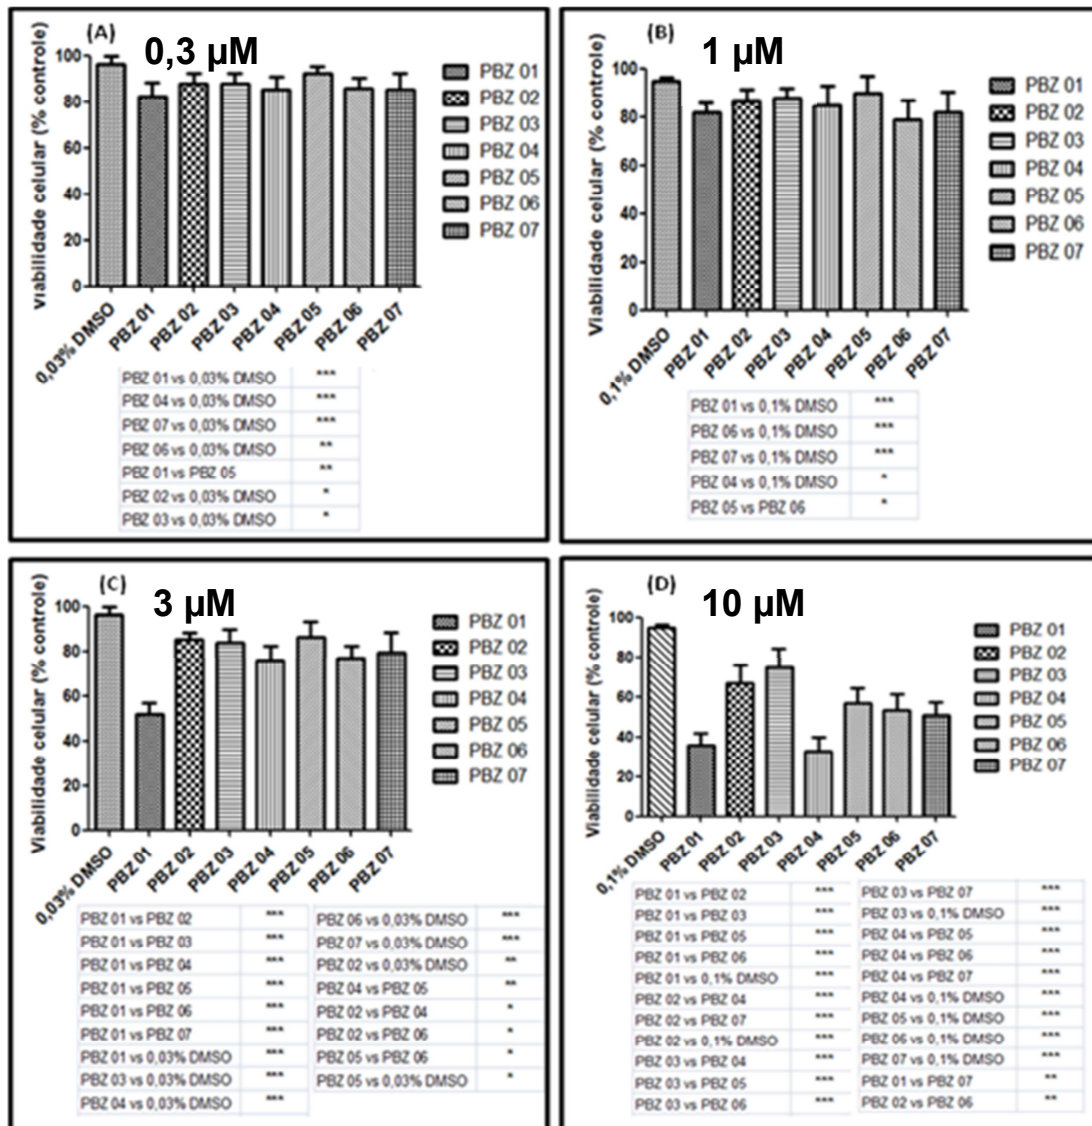 (A)
0,3 µM
Viabilidade celular (% controle)
100
80
60
40
20
0
0,03% DMSO
PBZ 01
PBZ 02
PBZ 03
PBZ 04
PBZ 05
PBZ 06
PBZ 07
PBZ 01
PBZ 02
PBZ 03
PBZ 04
PBZ 05
PBZ 06
PBZ 07
PBZ 01 vs 0,03% DMSO ***
PBZ 04 vs 0,03% DMSO ***
PBZ 07 vs 0,03% DMSO ***
PBZ 06 vs 0,03% DMSO **
PBZ 01 vs PBZ 05 **
PBZ 02 vs 0,03% DMSO *
PBZ 03 vs 0,03% DMSO *
(B)
1 µM
Viabilidade celular (% controle)
100
80
60
40
20
0
0,1% DMSO
PBZ 01
PBZ 02
PBZ 03
PBZ 04
PBZ 05
PBZ 06
PBZ 07
PBZ 01
PBZ 02
PBZ 03
PBZ 04
PBZ 05
PBZ 06
PBZ 07
PBZ 01 vs 0,1% DMSO ***
PBZ 06 vs 0,1% DMSO ***
PBZ 07 vs 0,1% DMSO ***
PBZ 04 vs 0,1% DMSO *
PBZ 05 vs PBZ 06 *
(C)
3 µM
Viabilidade celular (% controle)
100
80
60
40
20
0
0,03% DMSO
PBZ 01
PBZ 02
PBZ 03
PBZ 04
PBZ 05
PBZ 06
PBZ 07
PBZ 01
PBZ 02
PBZ 03
PBZ 04
PBZ 05
PBZ 06
PBZ 07
PBZ 01 vs PBZ 02 ***
PBZ 01 vs PBZ 03 ***
PBZ 01 vs PBZ 04 ***
PBZ 01 vs PBZ 05 ***
PBZ 01 vs PBZ 06 ***
PBZ 01 vs PBZ 07 ***
PBZ 01 vs 0,03% DMSO ***
PBZ 03 vs 0,03% DMSO ***
PBZ 04 vs 0,03% DMSO ***
PBZ 06 vs 0,03% DMSO ***
PBZ 07 vs 0,03% DMSO ***
PBZ 02 vs 0,03% DMSO **
PBZ 04 vs PBZ 05 **
PBZ 02 vs PBZ 04 *
PBZ 02 vs PBZ 06 *
PBZ 05 vs PBZ 06 *
PBZ 05 vs 0,03% DMSO *
(D)
10 µM
Viabilidade celular (% controle)
100
80
60
40
20
0
0,1% DMSO
PBZ 01
PBZ 02
PBZ 03
PBZ 04
PBZ 05
PBZ 06
PBZ 07
PBZ 01
PBZ 02
PBZ 03
PBZ 04
PBZ 05
PBZ 06
PBZ 07
PBZ 01 vs PBZ 02 ***
PBZ 01 vs PBZ 03 ***
PBZ 01 vs PBZ 05 ***
PBZ 01 vs PBZ 06 ***
PBZ 01 vs 0,1% DMSO ***
PBZ 02 vs PBZ 04 ***
PBZ 02 vs PBZ 07 ***
PBZ 02 vs 0,1% DMSO ***
PBZ 03 vs PBZ 04 ***
PBZ 03 vs PBZ 05 ***
PBZ 03 vs PBZ 06 ***
PBZ 03 vs PBZ 07 ***
PBZ 03 vs 0,1% DMSO ***
PBZ 04 vs PBZ 05 ***
PBZ 04 vs PBZ 06 ***
PBZ 04 vs PBZ 07 ***
PBZ 04 vs 0,1% DMSO ***
PBZ 05 vs 0,1% DMSO ***
PBZ 06 vs 0,1% DMSO ***
PBZ 07 vs 0,1% DMSO ***
PBZ 01 vs PBZ 07 **
PBZ 02 vs PBZ 06 **